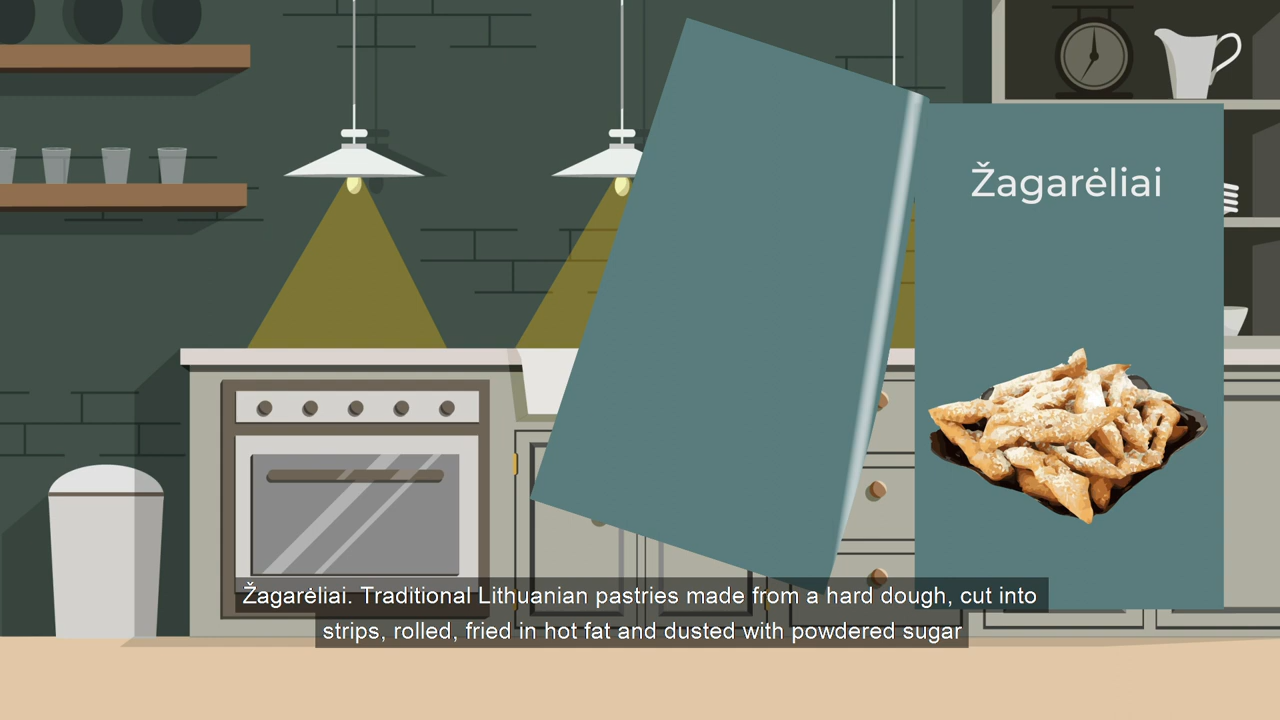 Žagarėliai
Žagarėliai. Traditional Lithuanian pastries made from a hard dough, cut into
strips, rolled, fried in hot fat and dusted with powdered sugar